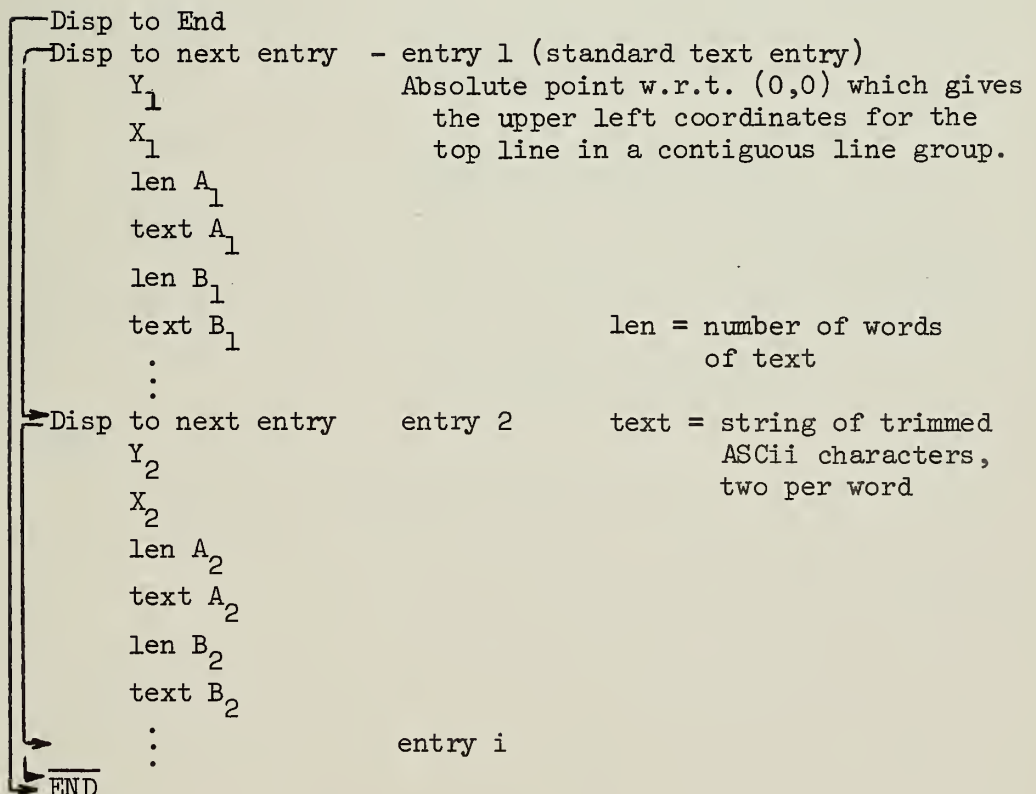 Disp to End
Disp to next entry - entry 1 (standard text entry)
Y1 Absolute point w.r.t. (0,0) which gives
X1 the upper left coordinates for the
top line in a contiguous line group.
len A1
text A1
len B1
text B1 len = number of words
of text
Disp to next entry entry 2 text = string of trimmed
Y2 ASCii characters,
two per word
X2
len A2
text A2
len B2
text B2
entry i
END